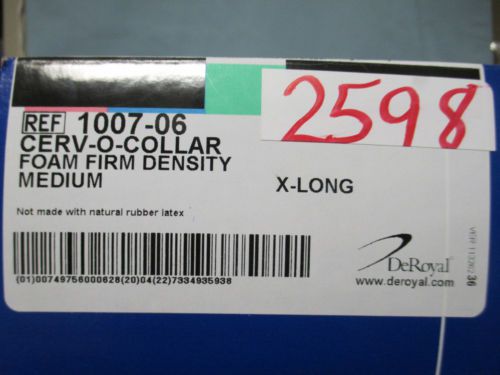 2598
REF 1007-06
CERV-O-COLLAR
FOAM FIRM DENSITY
MEDIUM X-LONG
Not made with natural rubber latex
(01)00749756000628(20)04(22)7334935938
DeRoyal
www.deroyal.com
36